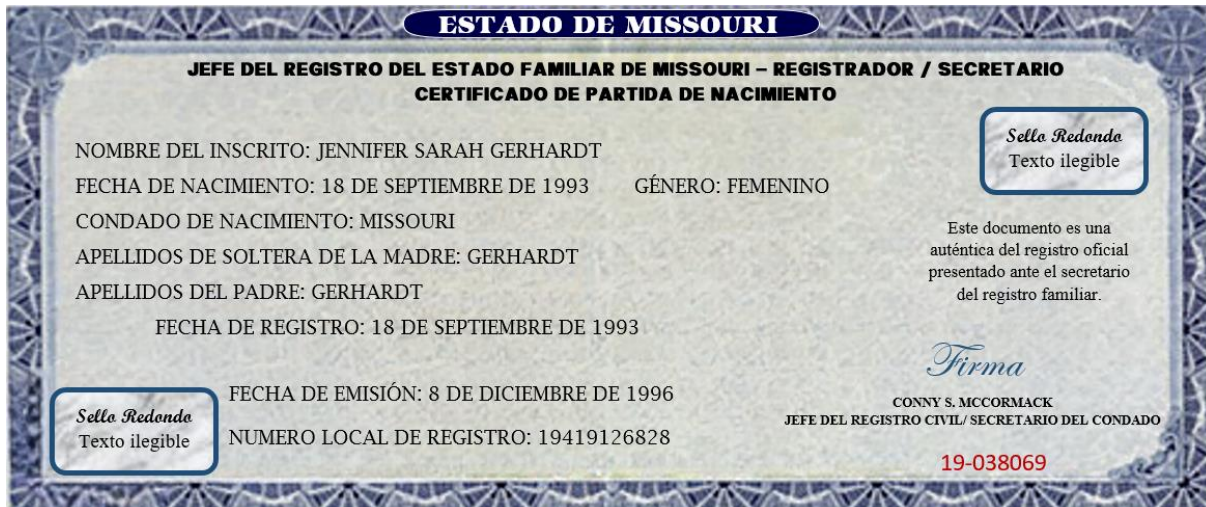 ESTADO DE MISSOURI
JEFE DEL REGISTRO DEL ESTADO FAMILIAR DE MISSOURI – REGISTRADOR / SECRETARIO
CERTIFICADO DE PARTIDA DE NACIMIENTO
Sello Redondo
Texto ilegible
NOMBRE DEL INSCRITO: JENNIFER SARAH GERHARDT
FECHA DE NACIMIENTO: 18 DE SEPTIEMBRE DE 1993 GÉNERO: FEMENINO
CONDADO DE NACIMIENTO: MISSOURI
APELLIDOS DE SOLTERA DE LA MADRE: GERHARDT
APELLIDOS DEL PADRE: GERHARDT
FECHA DE REGISTRO: 18 DE SEPTIEMBRE DE 1993
Este documento es una
auténtica del registro oficial
presentado ante el secretario
del registro familiar.
Firma
CONNY S. MCCORMACK
JEFE DEL REGISTRO CIVIL/ SECRETARIO DEL CONDADO
19-038069
FECHA DE EMISIÓN: 8 DE DICIEMBRE DE 1996
NUMERO LOCAL DE REGISTRO: 19419126828
Sello Redondo
Texto ilegible